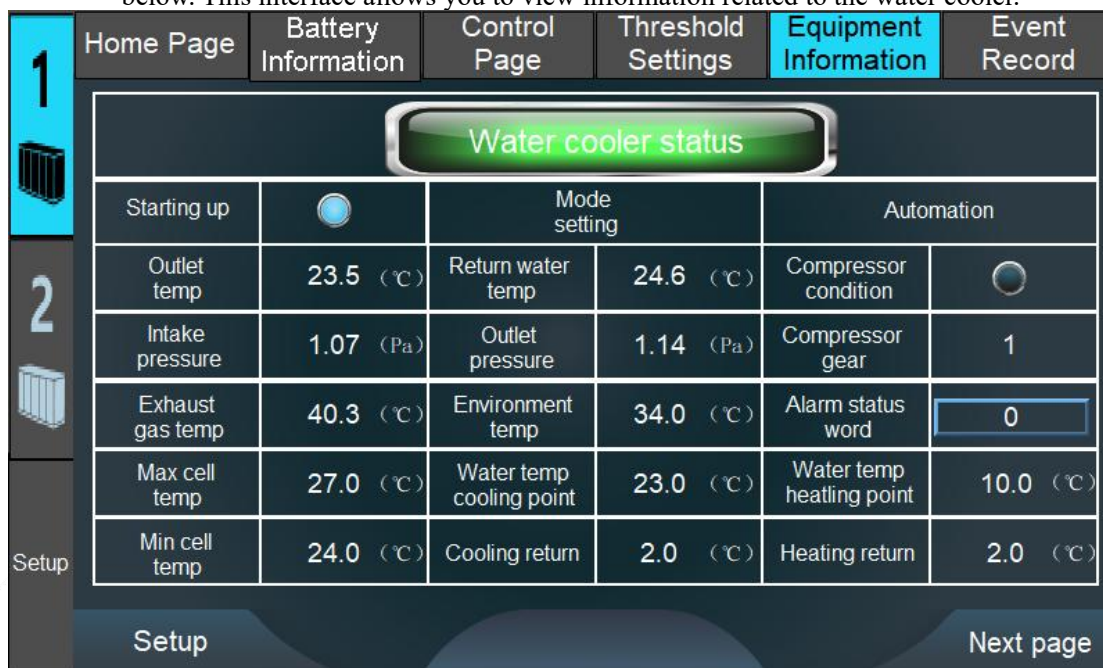 below. This interface allows you to view information related to the water cooler.
1
Home Page
Battery
Information
Control
Page
Threshold
Settings
Equipment
Information
Event
Record
Water cooler status
Starting up
Mode
setting
Automation
Outlet
temp
23.5 (℃)
Return water
temp
24.6 (℃)
Compressor
condition
2
Intake
pressure
1.07 (Pa)
Outlet
pressure
1.14 (Pa)
Compressor
gear
1
Exhaust
gas temp
40.3 (℃)
Environment
temp
34.0 (℃)
Alarm status
word
0
Max cell
temp
27.0 (℃)
Water temp
cooling point
23.0 (℃)
Water temp
heatling point
10.0 (℃)
Setup
Min cell
temp
24.0 (℃)
Cooling return
2.0 (℃)
Heating return
2.0 (℃)
Setup
Next page